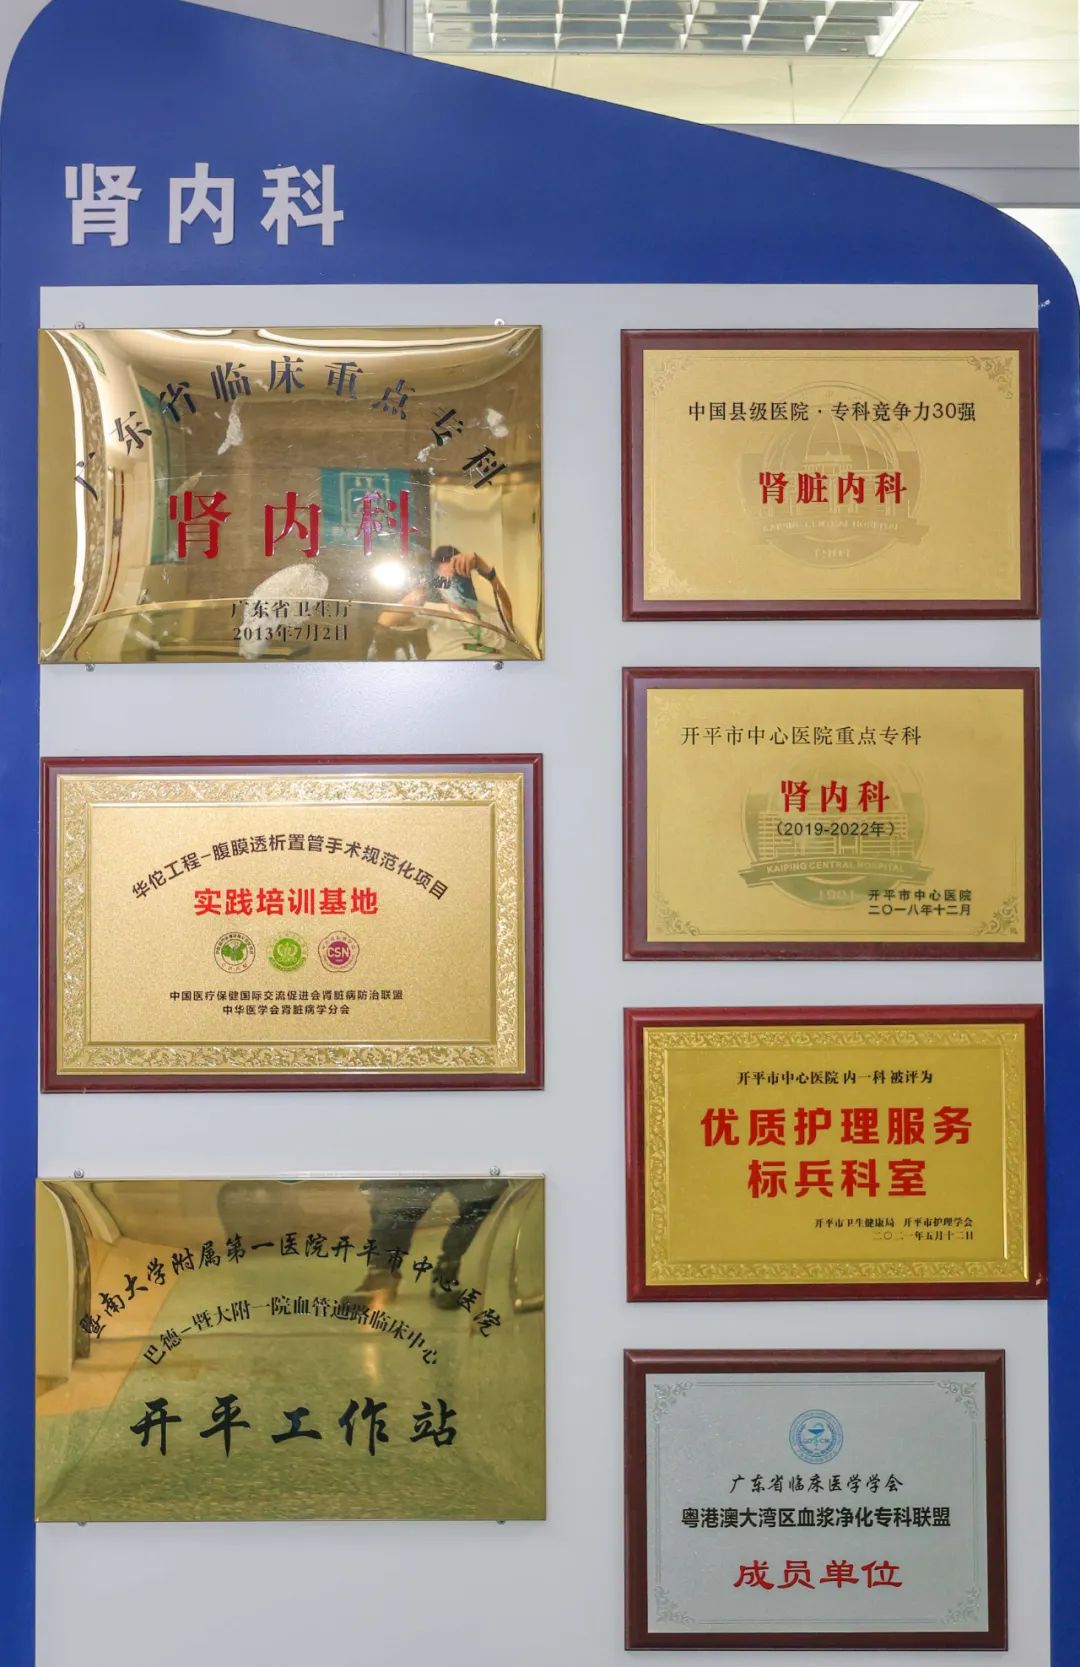 肾内科
广东省临床重点专科
肾内科
广东省卫生厅
2013年7月2日
华佗工程-腹膜透析置管手术规范化项目
实践培训基地
CSN
中国医疗保健国际交流促进会肾脏病防治联盟
中华医学会肾脏病学分会
暨南大学附属第一医院开平市中心医院
巴德-暨大附一院血管通路临床中心
开平工作站
中国县级医院·专科竞争力30强
肾脏内科
KAIPING CENTRAL HOSPITAL
1901
开平市中心医院重点专科
肾内科
（2019-2022年）
KAIPING CENTRAL HOSPITAL
1901
开平市中心医院
二〇一八年十二月
开平市中心医院 内一科 被评为
优质护理服务
标兵科室
开平市卫生健康局 开平市护理学会
二〇二一年五月十二日
广东省临床医学学会
粤港澳大湾区血浆净化专科联盟
成员单位